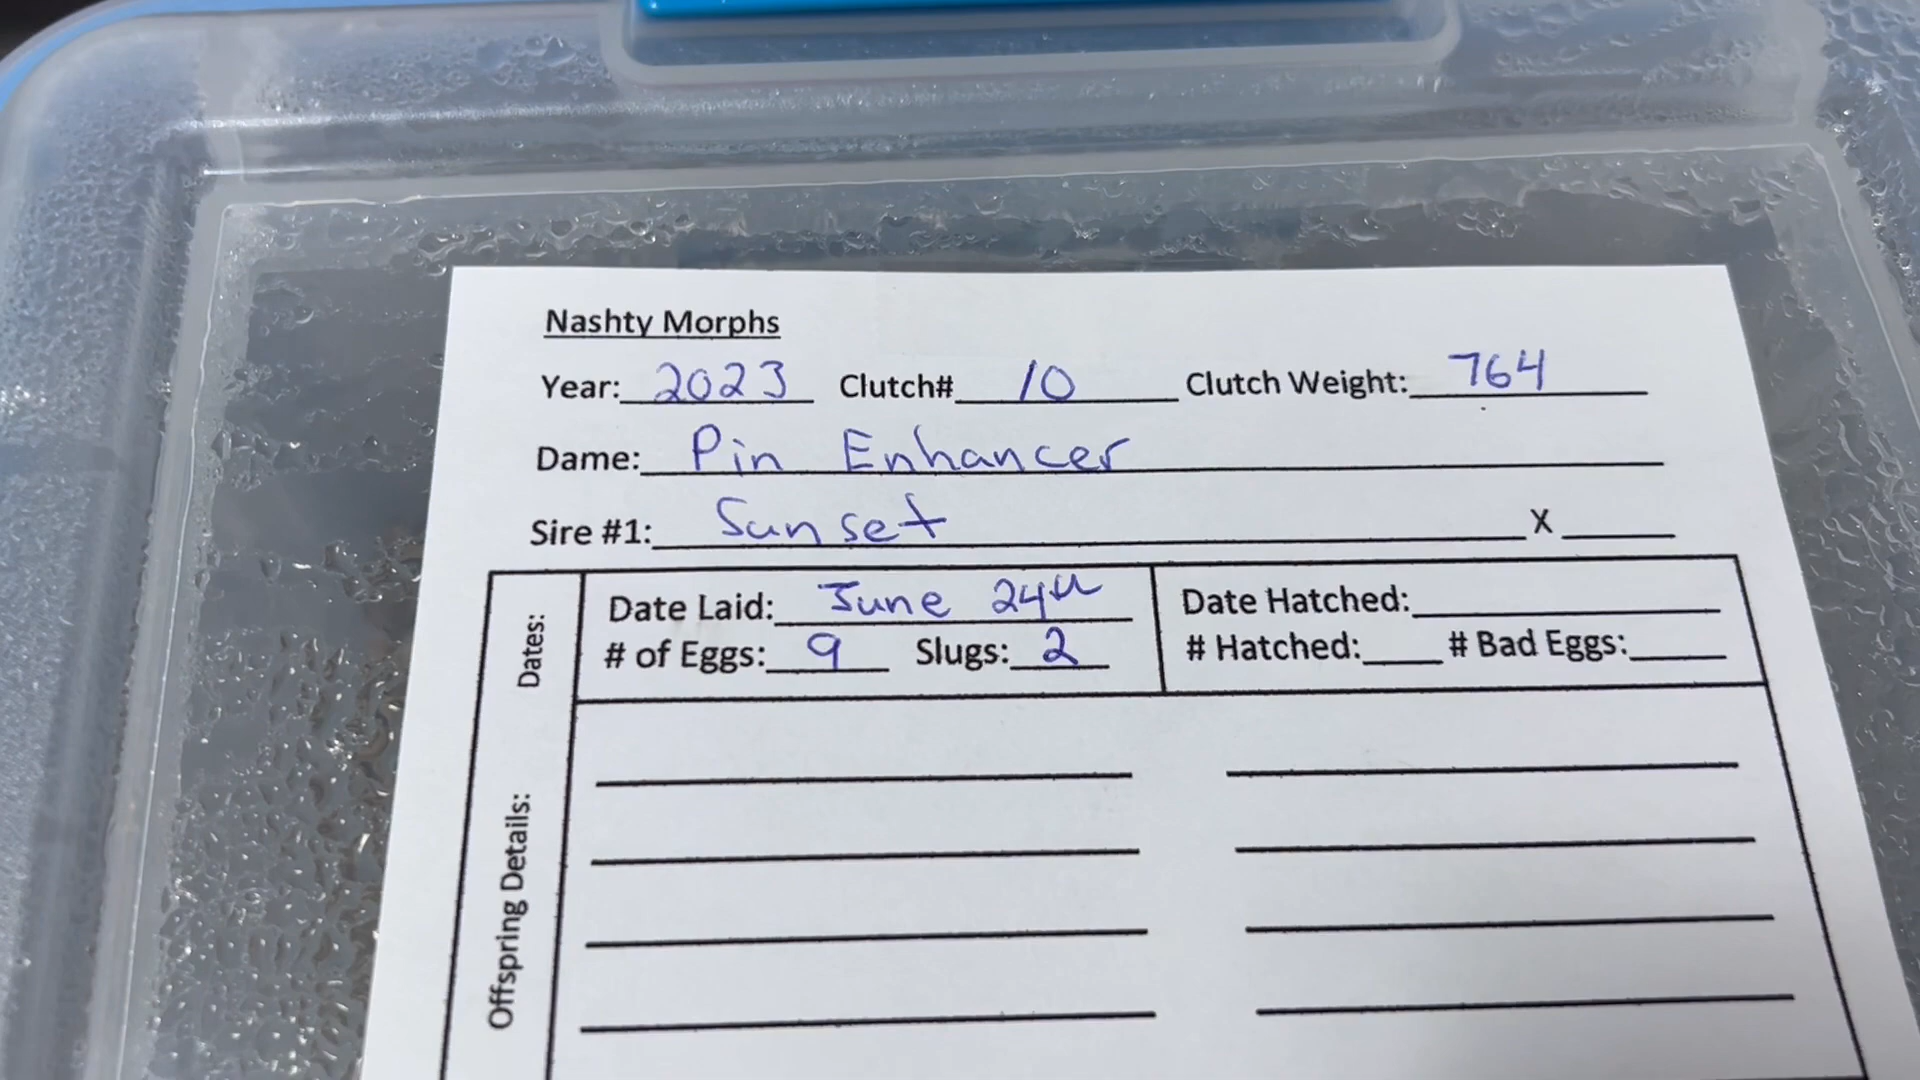 Nashty Morphs
Year: 2023 Clutch# 10 Clutch Weight: 764
Dame: Pin Enhancer
Sire #1: Sunset X
Dates:
Date Laid: June 24th
# of Eggs: 9 Slugs: 2
Date Hatched:
# Hatched: # Bad Eggs:
Offspring Details: